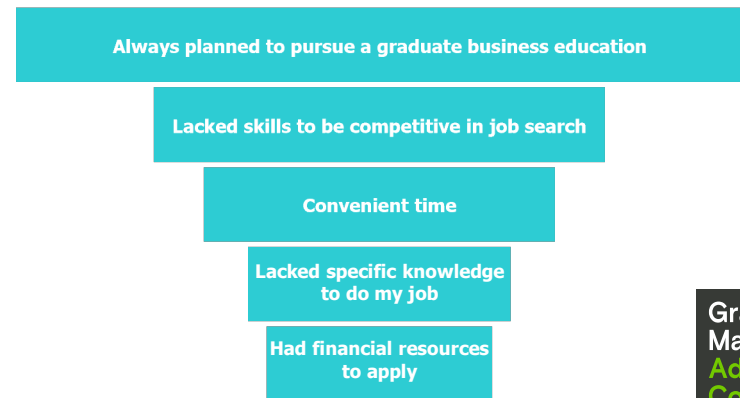 Always planned to pursue a graduate business education
Lacked skills to be competitive in job search
Convenient time
Lacked specific knowledge
to do my job
Had financial resources
to apply